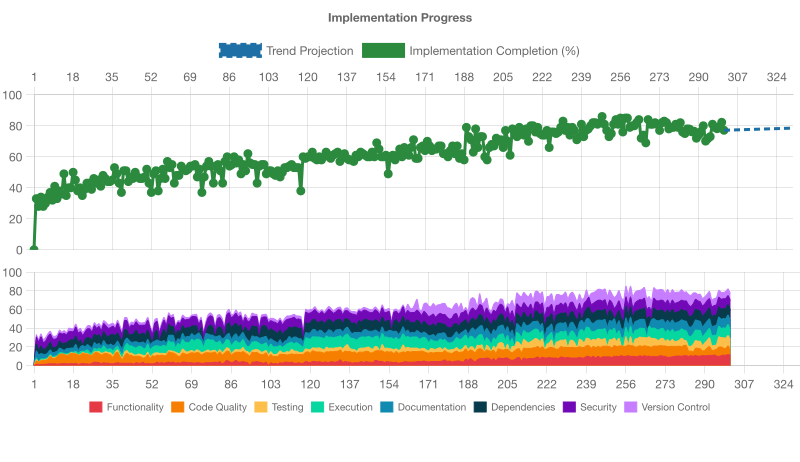 Implementation Progress
Trend Projection Implementation Completion (%)
1 18 35 52 69 86 103 120 137 154 171 188 205 222 239 256 273 290 307 324
100
80
60
40
20
0
100
80
60
40
20
0
1 18 35 52 69 86 103 120 137 154 171 188 205 222 239 256 273 290 307 324
Functionality Code Quality Testing Execution Documentation Dependencies Security Version Control